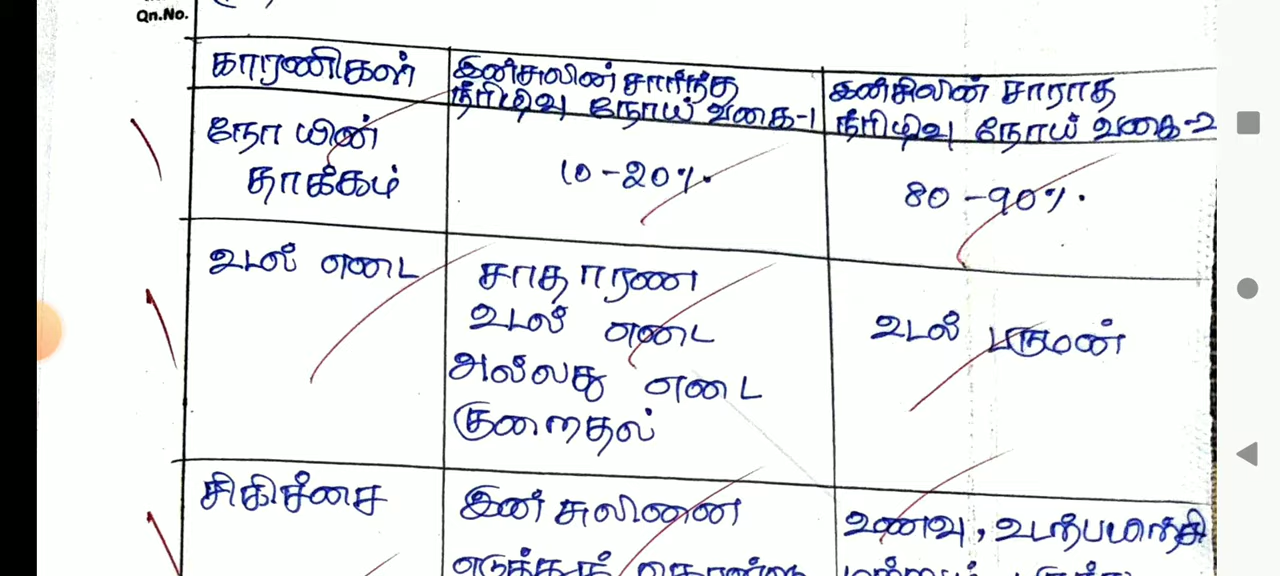 Qn.No.
காரணிகள்
இன்சுலின் சார்ந்த
நீரிழிவு நோய் வகை-1
இன்சிலின் சாராத
நீரிழிவு நோய் வகை-2
நோயின்
தாக்கம்
10-20%.
80-90%.
உடல் எடை
சாதாரண
உடல் எடை
அல்லது எடை
குறைதல்
உடல் பருமன்
சிகிச்சை
இன்சுலினை
உணவு, உடற்பயிற்சி